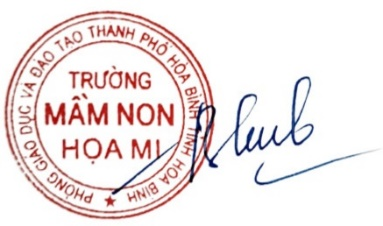 PHÒNG GIÁO DỤC VÀ ĐÀO TẠO THÀNH PHỐ HÒA BÌNH TỈNH HÒA BÌNH
TRƯỜNG
MẦM NON
HỌA MI